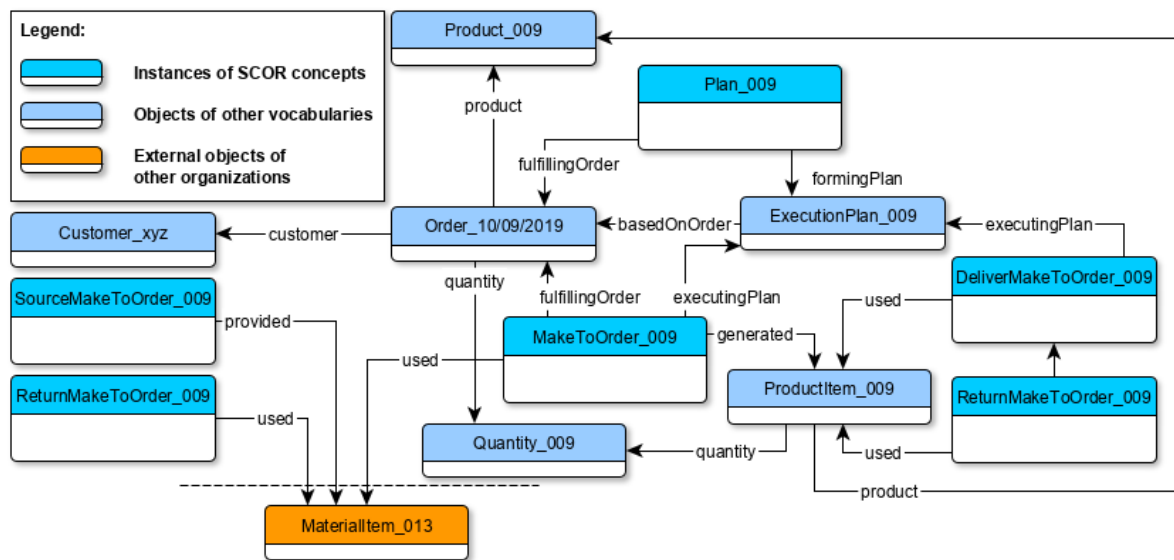 Legend:
Instances of SCOR concepts
Objects of other vocabularies
External objects of
other organizations
Product_009
Plan_009
product
fulfillingOrder
formingPlan
Customer_xyz
customer
Order_10/09/2019
basedOnOrder
ExecutionPlan_009
executingPlan
SourceMakeToOrder_009
provided
quantity
fulfillingOrder
executingPlan
DeliverMakeToOrder_009
used
MakeToOrder_009
generated
used
ReturnMakeToOrder_009
used
ProductItem_009
ReturnMakeToOrder_009
Quantity_009
quantity
used
product
MaterialItem_013